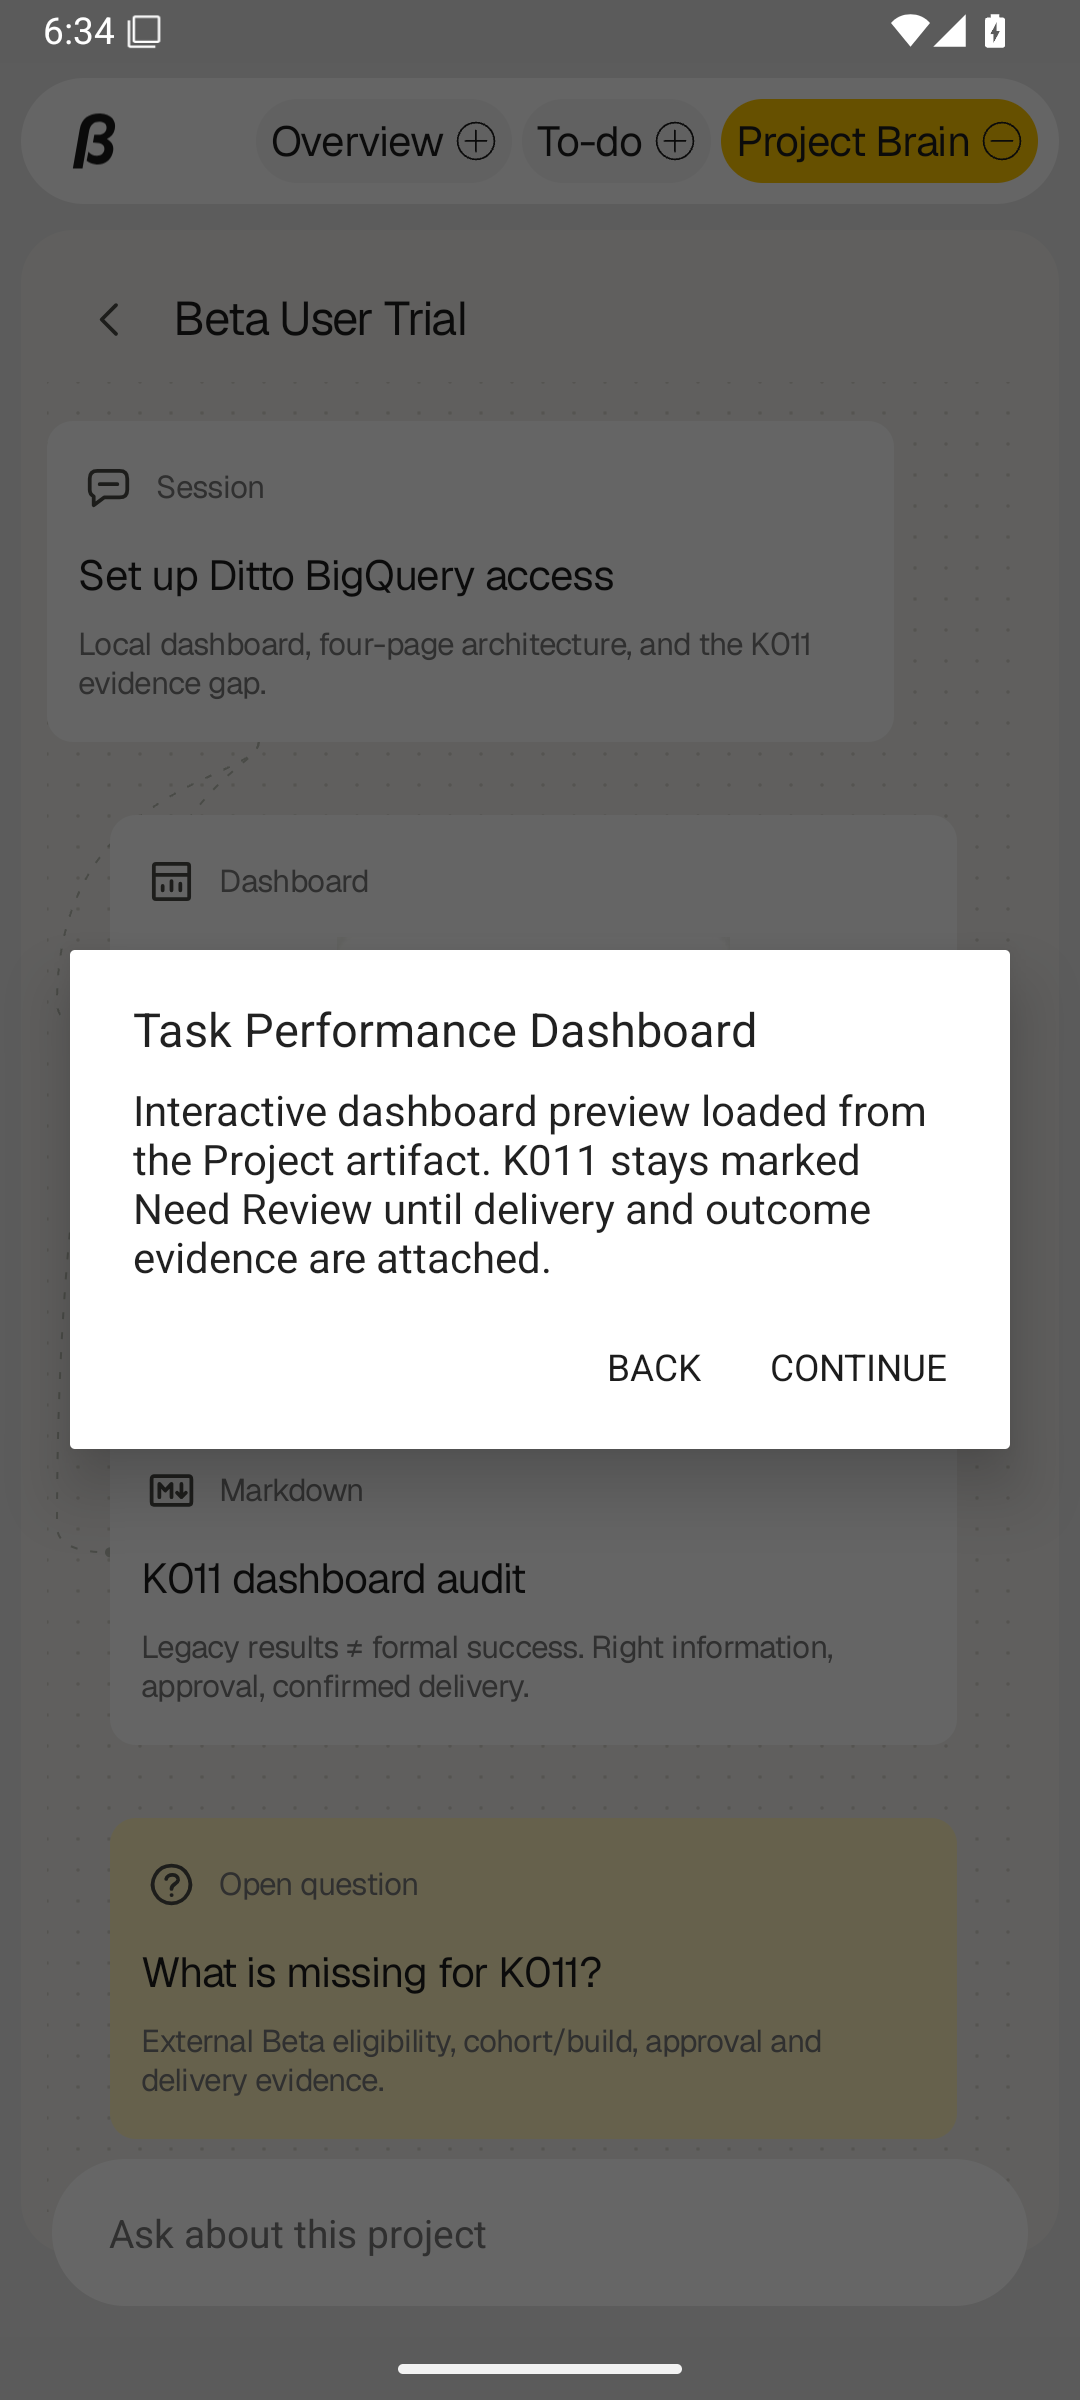 6:34
β
Overview
To-do
Project Brain
Beta User Trial
Session
Set up Ditto BigQuery access
Local dashboard, four-page architecture, and the K011
evidence gap.
Dashboard
Task Performance Dashboard
Interactive dashboard preview loaded from
the Project artifact. K011 stays marked
Need Review until delivery and outcome
evidence are attached.
BACK
CONTINUE
Markdown
K011 dashboard audit
Legacy results ≠ formal success. Right information,
approval, confirmed delivery.
Open question
What is missing for K011?
External Beta eligibility, cohort/build, approval and
delivery evidence.
Ask about this project